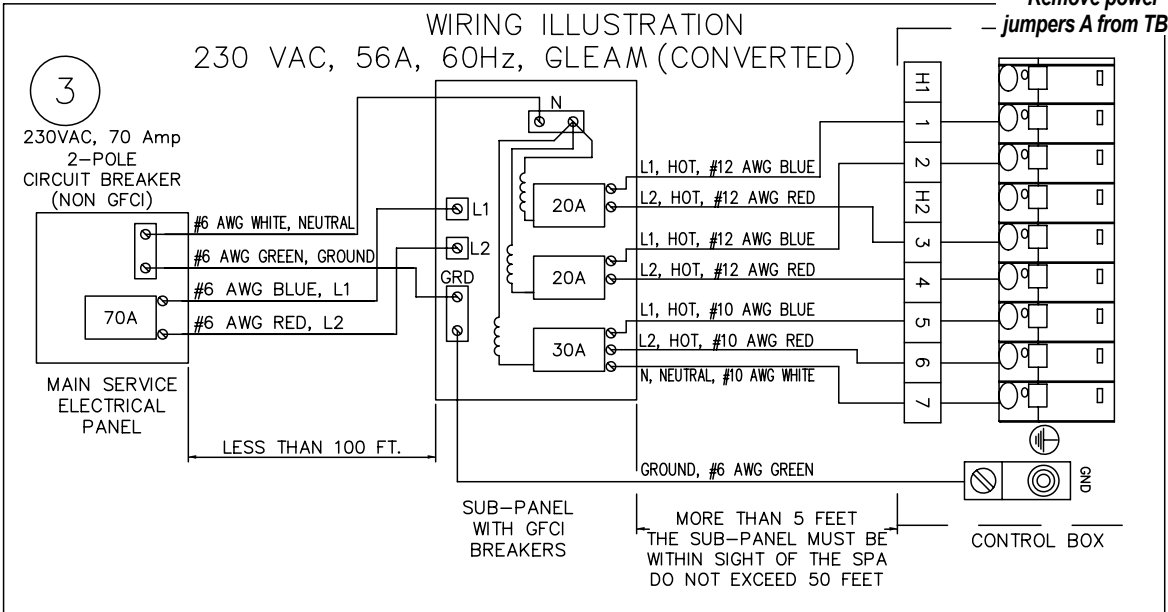 Remove power
jumpers A from TB
WIRING ILLUSTRATION
230 VAC, 56A, 60Hz, GLEAM (CONVERTED)
3
230VAC, 70 Amp
2-POLE
CIRCUIT BREAKER
(NON GFCI)
#6 AWG WHITE, NEUTRAL
#6 AWG GREEN, GROUND
#6 AWG BLUE, L1
#6 AWG RED, L2
70A
MAIN SERVICE
ELECTRICAL
PANEL
LESS THAN 100 FT.
N
L1
L2
GRD
20A
20A
30A
SUB-PANEL
WITH GFCI
BREAKERS
L1, HOT, #12 AWG BLUE
L2, HOT, #12 AWG RED
L1, HOT, #12 AWG BLUE
L2, HOT, #12 AWG RED
L1, HOT, #10 AWG BLUE
L2, HOT, #10 AWG RED
N, NEUTRAL, #10 AWG WHITE
GROUND, #6 AWG GREEN
MORE THAN 5 FEET
THE SUB-PANEL MUST BE
WITHIN SIGHT OF THE SPA
DO NOT EXCEED 50 FEET
H1
1
2
H2
3
4
5
6
7
GND
CONTROL BOX